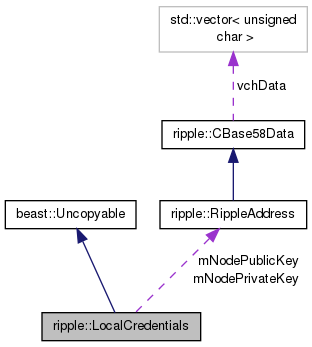 std::vector< unsigned
char >
vchData
ripple::CBase58Data
beast::Uncopyable
ripple::RippleAddress
mNodePublicKey
mNodePrivateKey
ripple::LocalCredentials